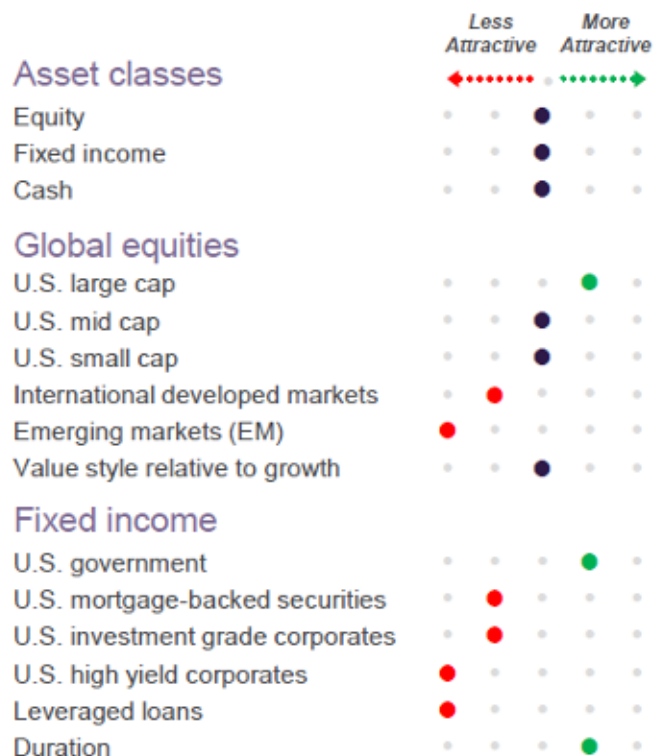 Less More
Attractive Attractive
Asset classes
Equity
Fixed income
Cash
Global equities
U.S. large cap
U.S. mid cap
U.S. small cap
International developed markets
Emerging markets (EM)
Value style relative to growth
Fixed income
U.S. government
U.S. mortgage-backed securities
U.S. investment grade corporates
U.S. high yield corporates
Leveraged loans
Duration